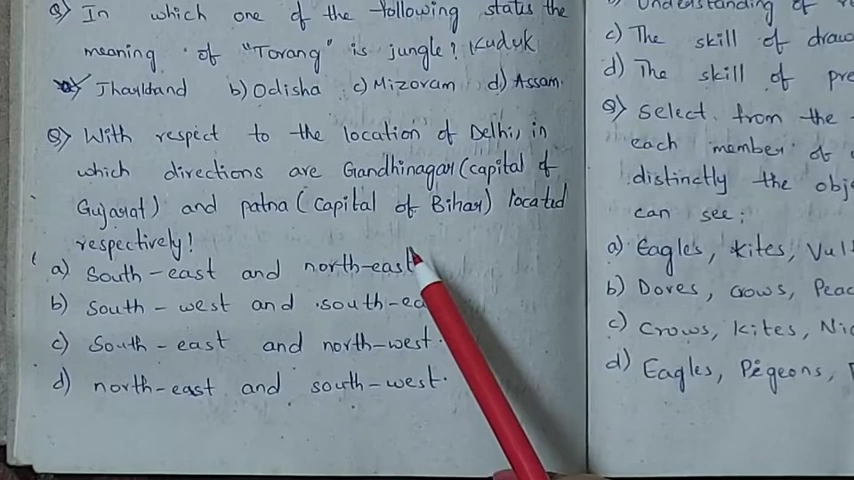 Q) In which one of the following states the
meaning of "Torang" is jungle? Kuduk
a) Jharkhand b) Odisha c) Mizoram d) Assam.
Q) With respect to the location of Delhi, in
which directions are Gandhinagar (capital of
Gujarat) and patna (capital of Bihar) located
respectively!
a) South-east and north-east
b) South-west and south-ea
c) South-east and north-west.
d) north-east and south-west.
Understanding of
c) The skill of draw
d) The skill of pre
Q) select from the
each member of
distinctly the obje
can see:
a) Eagles, kites, Vul
b) Doves, crows, Peac
c) Crows, kites, Ni
d) Eagles, Pegeons,